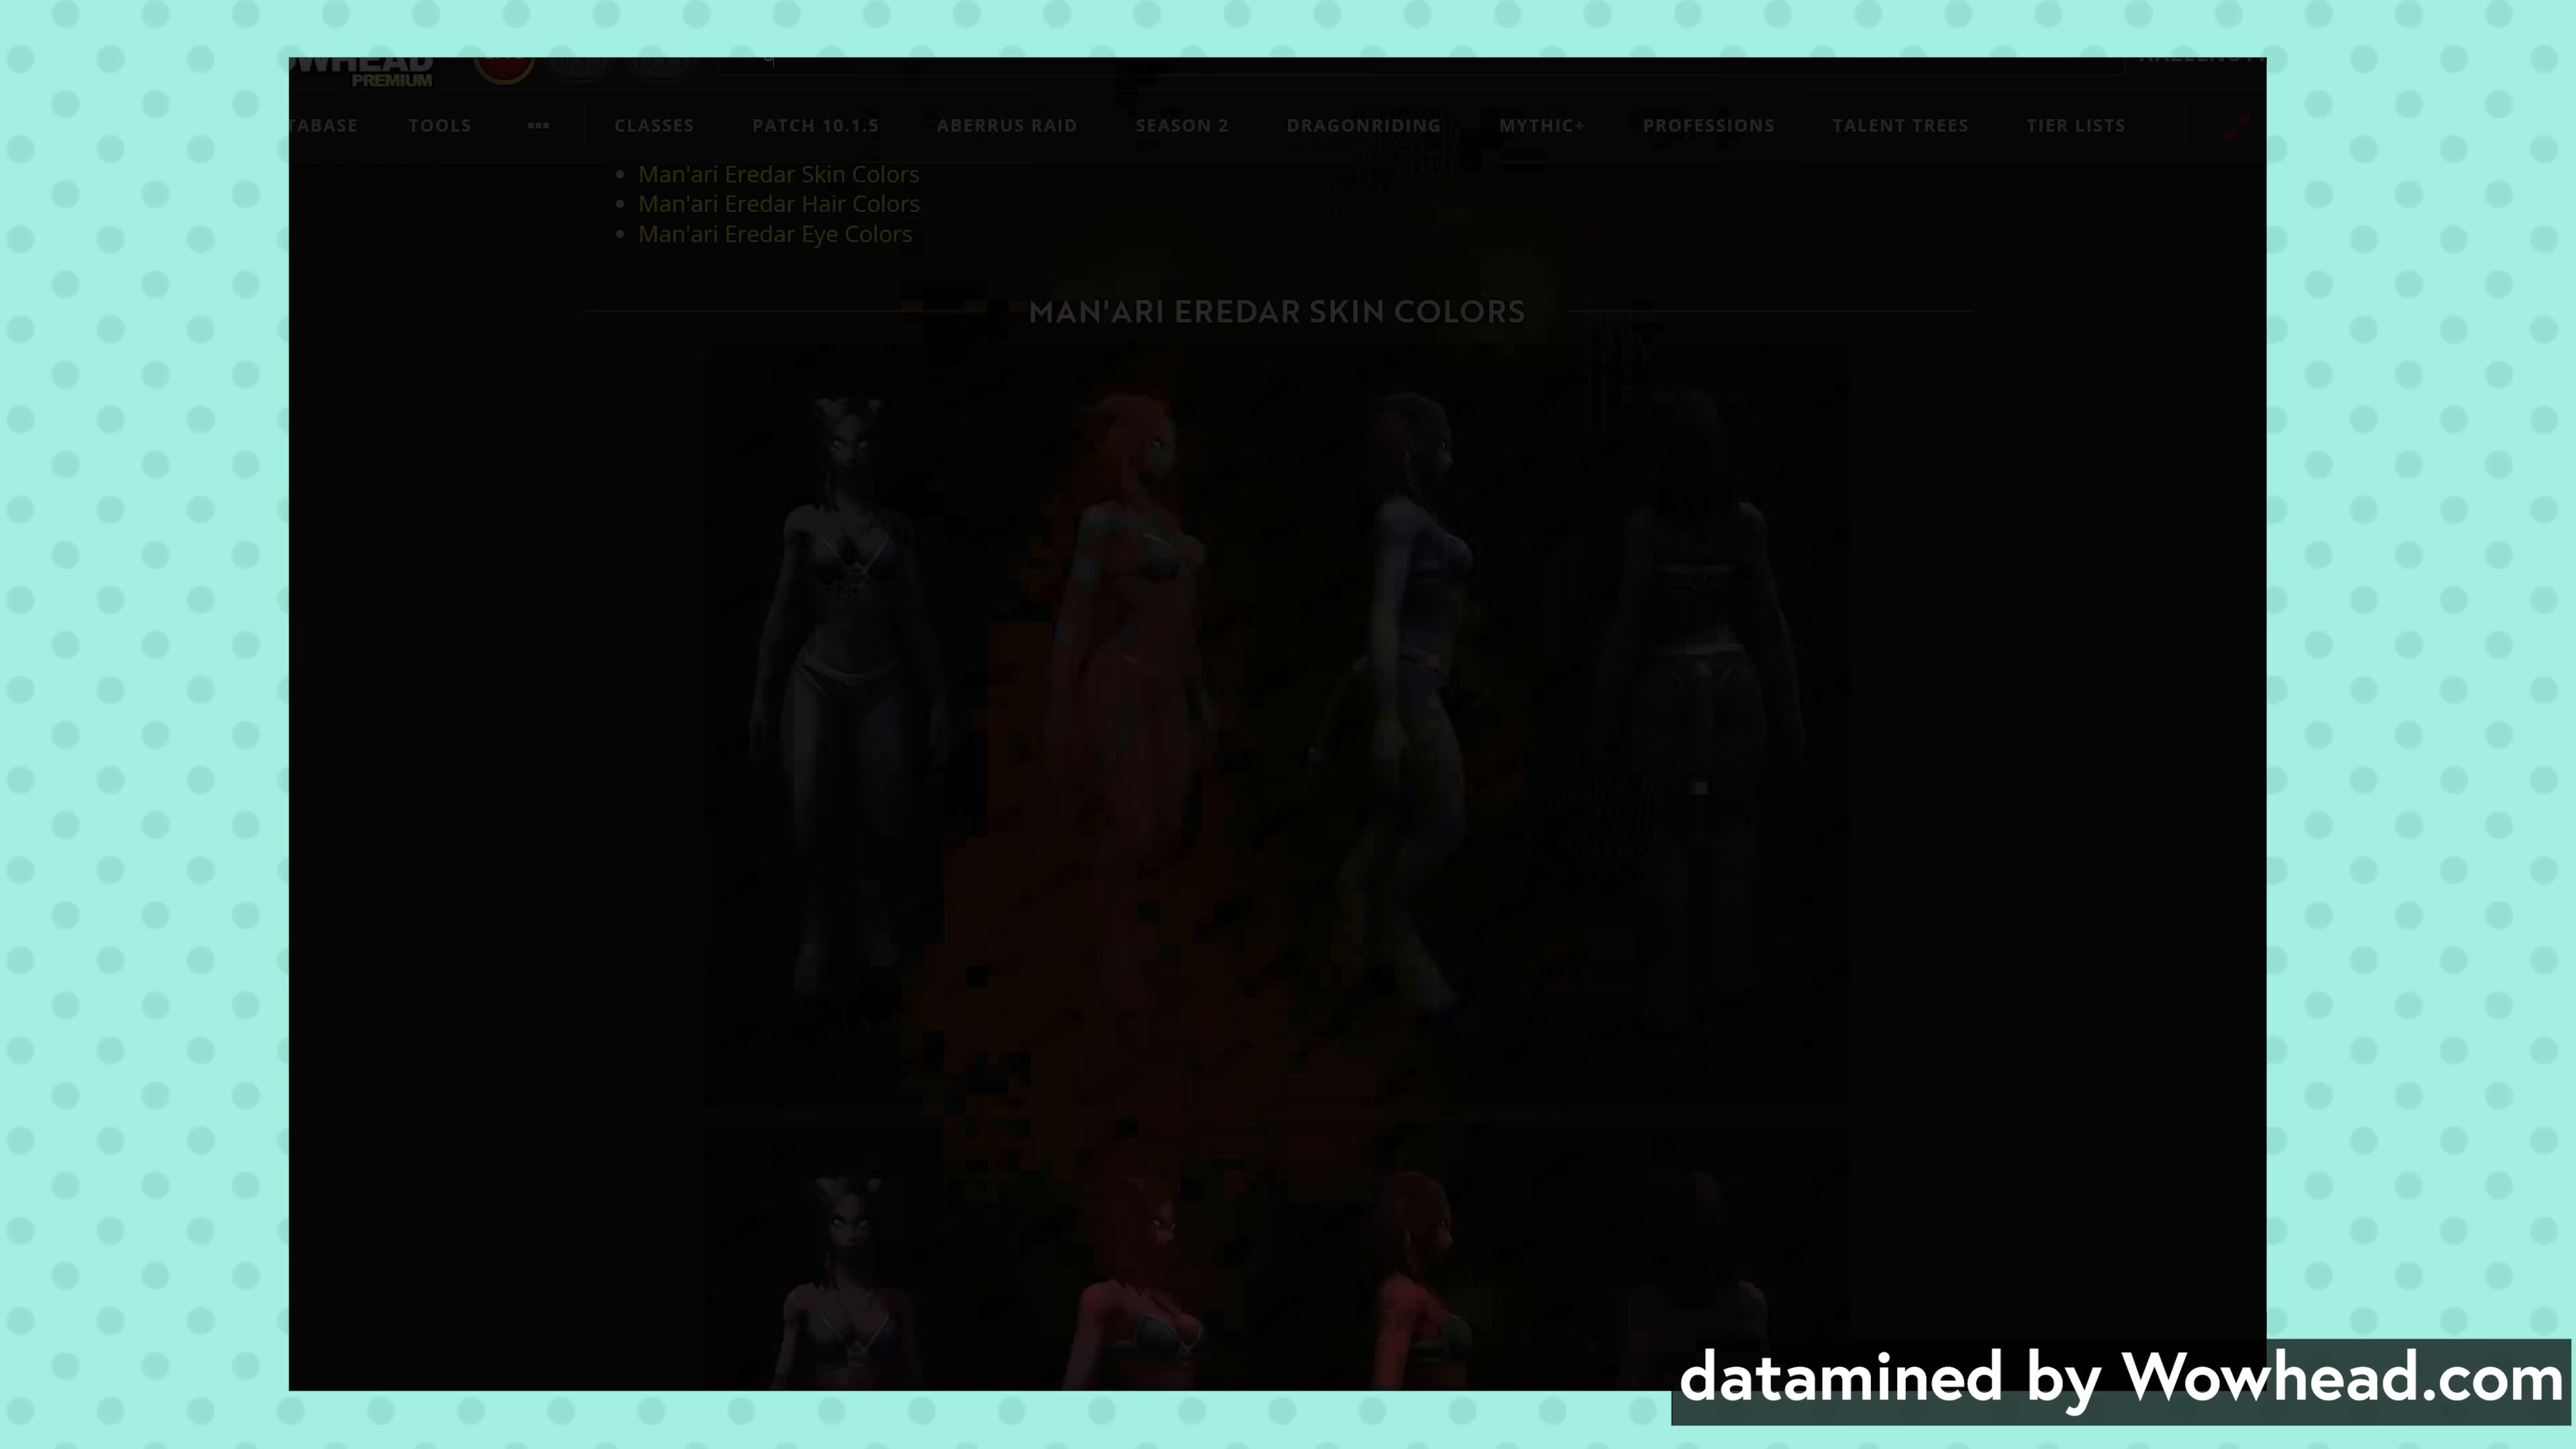 WHEAD
PREMIUM
TABASE TOOLS CLASSES PATCH 10.1.5 ABERRUS RAID SEASON 2 DRAGONRIDING MYTHIC+ PROFESSIONS TALENT TREES TIER LISTS
Man'ari Eredar Skin Colors
Man'ari Eredar Hair Colors
Man'ari Eredar Eye Colors
MAN'ARI EREDAR SKIN COLORS
datamined by Wowhead.com